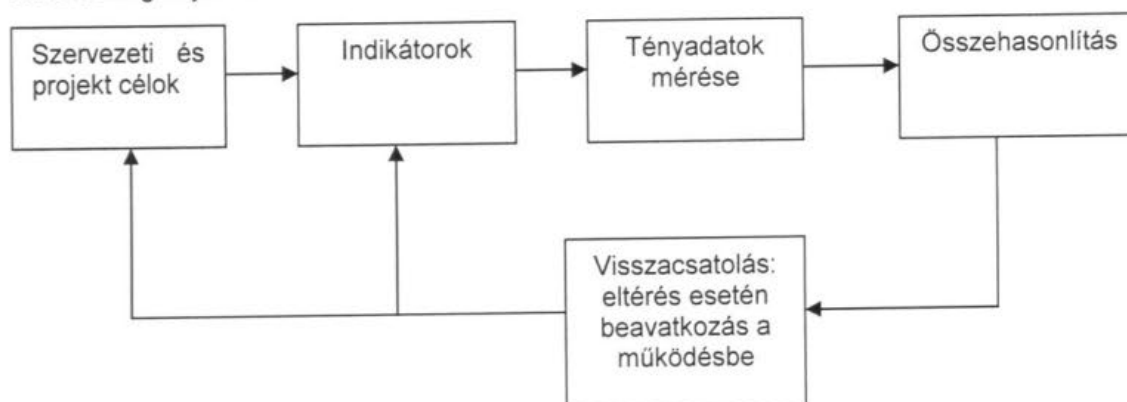 Szervezeti és
projekt célok
Indikátorok
Tényadatok
mérése
Összehasonlítás
Visszacsatolás:
eltérés esetén
beavatkozás a
működésbe